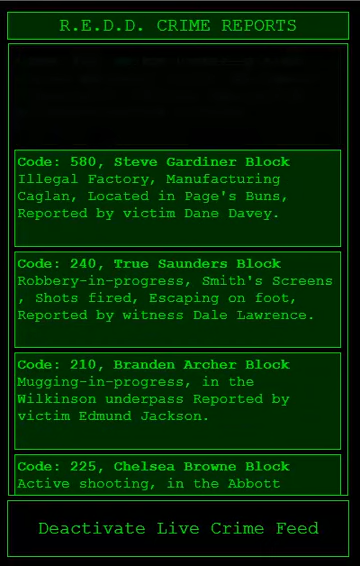 R.E.D.D. CRIME REPORTS
Code: 580, Steve Gardiner Block
Illegal Factory, Manufacturing
Caglan, Located in Page's Buns,
Reported by victim Dane Davey.
Code: 240, True Saunders Block
Robbery-in-progress, Smith's Screens
, Shots fired, Escaping on foot,
Reported by witness Dale Lawrence.
Code: 210, Branden Archer Block
Mugging-in-progress, in the
Wilkinson underpass Reported by
victim Edmund Jackson.
Code: 225, Chelsea Browne Block
Active shooting, in the Abbott
Deactivate Live Crime Feed